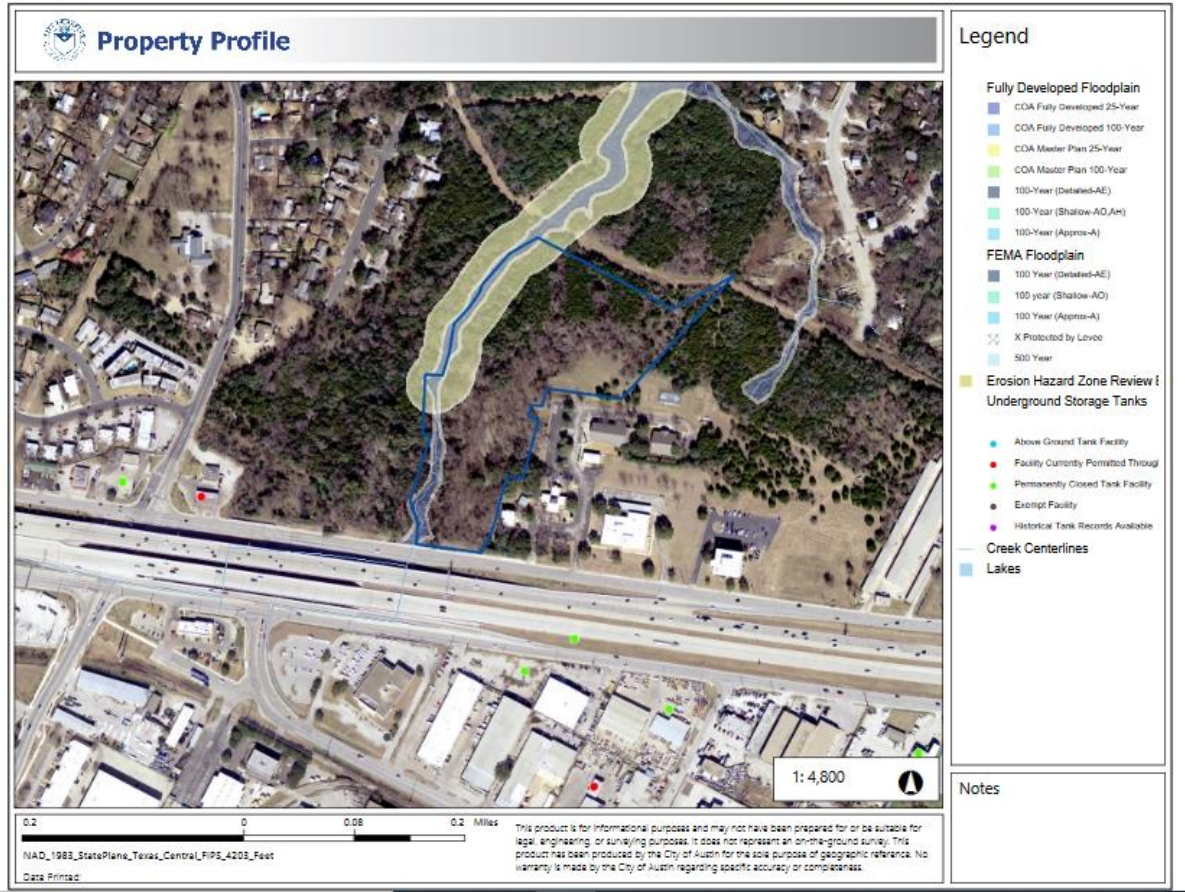 Property Profile
Legend
Fully Developed Floodplain
COA Fully Developed 25-Year
COA Fully Developed 100-Year
COA Master Plan 25-Year
COA Master Plan 100-Year
100-Year (Detailed-AE)
100-Year (Shallow-AO,AH)
100-Year (Approx-A)
FEMA Floodplain
100 Year (Detailed-AE)
100 year (Shallow-AO)
100 Year (Approx-A)
X Protected by Levee
500 Year
Erosion Hazard Zone Review
Underground Storage Tanks
Above Ground Tank Facility
Facility Currently Permitted Throug
Permanently Closed Tank Facility
Exempt Facility
Historical Tank Records Available
Creek Centerlines
Lakes
1: 4,800
Notes
0.2 0 0.08 0.2 Miles
NAD_1983_StatePlane_Texas_Central_FIPS_4203_Feet
Date Printed:
This product is for informational purposes and may not have been prepared for or be suitable for
legal, engineering, or surveying purposes. It does not represent an on-the-ground survey. This
product has been produced by the City of Austin for the sole purpose of geographic reference. No
warranty is made by the City of Austin regarding specific accuracy or completeness.